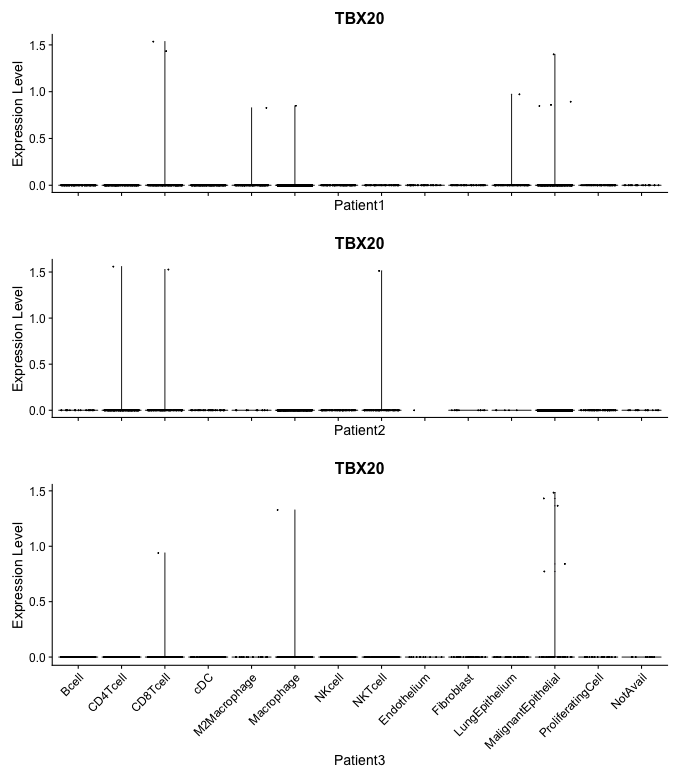 TBX20
Expression Level
1.5
1.0
0.5
0.0
Patient1
TBX20
Expression Level
1.5
1.0
0.5
0.0
Patient2
TBX20
Expression Level
1.5
1.0
0.5
0.0
Bcell
CD4Tcell
CD8Tcell
cDC
M2Macrophage
Macrophage
NKcell
NKTcell
Endothelium
Fibroblast
LungEpithelium
MalignantEpithelial
ProliferatingCell
NotAvail
Patient3